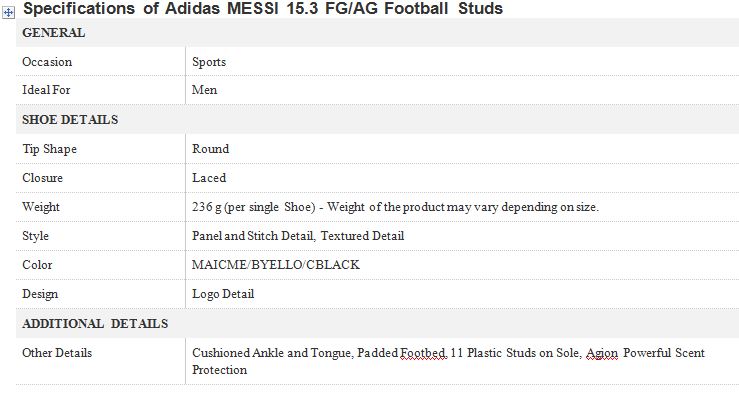 Specifications of Adidas MESSI 15.3 FG/AG Football Studs
GENERAL
Occasion Sports
Ideal For Men
SHOE DETAILS
Tip Shape Round
Closure Laced
Weight 236 g (per single Shoe) - Weight of the product may vary depending on size.
Style Panel and Stitch Detail, Textured Detail
Color MAICME/BYELLO/CBLACK
Design Logo Detail
ADDITIONAL DETAILS
Other Details Cushioned Ankle and Tongue, Padded Footbed, 11 Plastic Studs on Sole, Agion Powerful Scent
Protection